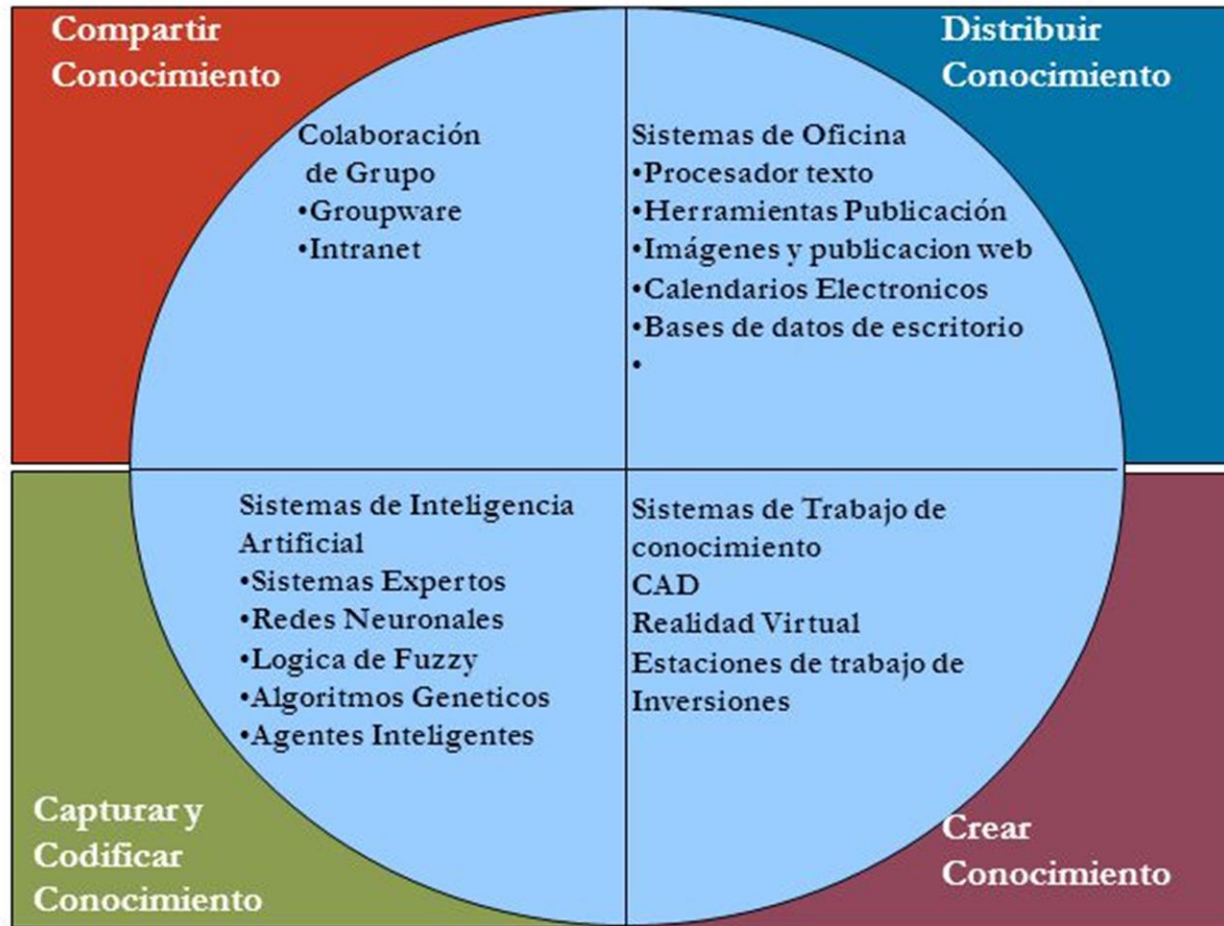 Compartir
Conocimiento
Colaboración
de Grupo
•Groupware
•Intranet
Distribuir
Conocimiento
Sistemas de Oficina
•Procesador texto
•Herramientas Publicación
•Imágenes y publicacion web
•Calendarios Electronicos
•Bases de datos de escritorio
•
Sistemas de Inteligencia
Artificial
•Sistemas Expertos
•Redes Neuronales
•Logica de Fuzzy
•Algoritmos Geneticos
•Agentes Inteligentes
Capturar y
Codificar
Conocimiento
Sistemas de Trabajo de
conocimiento
CAD
Realidad Virtual
Estaciones de trabajo de
Inversiones
Crear
Conocimiento